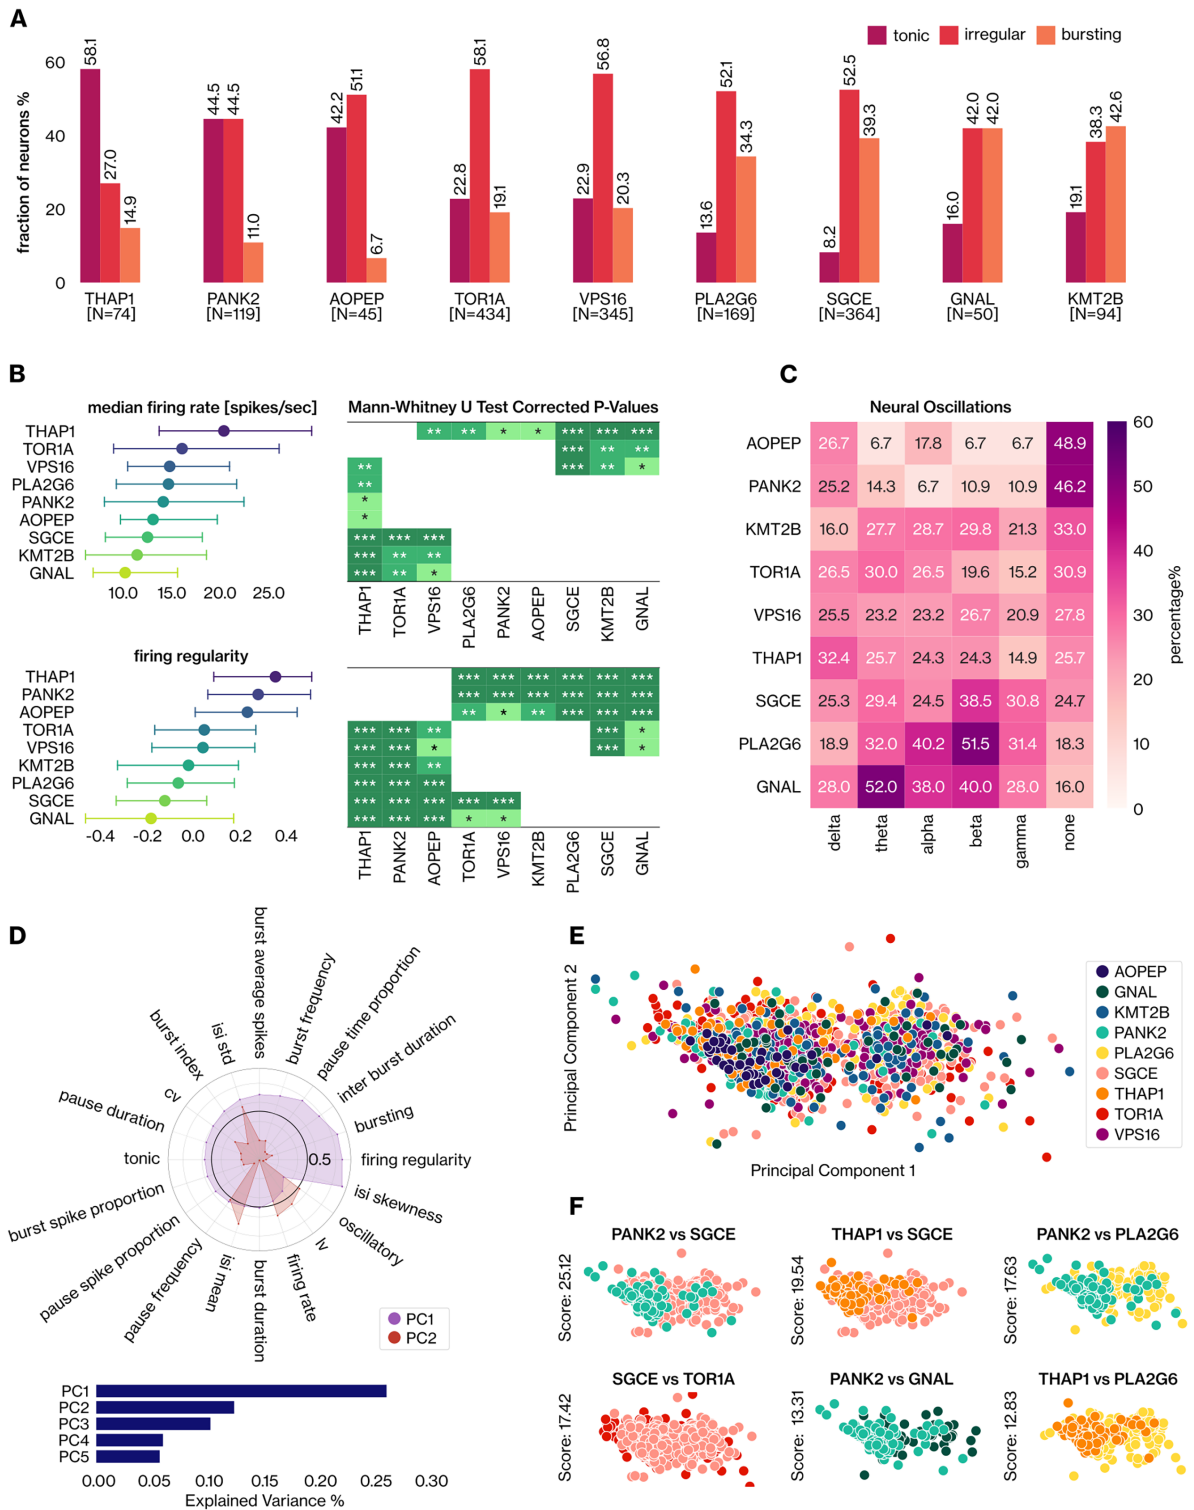 A
tonic irregular bursting
fraction of neurons %
60
40
20
0
58.1 27.0 14.9
44.5 44.5 11.0
42.2 51.1 6.7
22.8 58.1 19.1
22.9 56.8 20.3
13.6 52.1 34.3
8.2 52.5 39.3
16.0 42.0 42.0
19.1 38.3 42.6
THAP1 PANK2 AOPEP TOR1A VPS16 PLA2G6 SGCE GNAL KMT2B
[N=74] [N=119] [N=45] [N=434] [N=345] [N=169] [N=364] [N=50] [N=94]
B
median firing rate [spikes/sec]
THAP1
TOR1A
VPS16
PLA2G6
PANK2
AOPEP
SGCE
KMT2B
GNAL
10.0 15.0 20.0 25.0
Mann-Whitney U Test Corrected P-Values
** ** * * *** *** ***
*** ** **
** *** ** *
**
*
*
*** *** ***
*** ** **
*** ** *
THAP1 TOR1A VPS16 PLA2G6 PANK2 AOPEP SGCE KMT2B GNAL
firing regularity
THAP1
PANK2
AOPEP
TOR1A
VPS16
KMT2B
PLA2G6
SGCE
GNAL
-0.4 -0.2 0.0 0.2 0.4
*** *** *** *** *** ***
*** *** *** *** *** ***
** * ** *** *** ***
*** *** ** *** *
*** *** * *** *
*** *** **
*** *** ***
*** *** *** *** ***
*** *** *** * *
THAP1 PANK2 AOPEP TOR1A VPS16 KMT2B PLA2G6 SGCE GNAL
C
Neural Oscillations
AOPEP 26.7 6.7 17.8 6.7 6.7 48.9
PANK2 25.2 14.3 6.7 10.9 10.9 46.2
KMT2B 16.0 27.7 28.7 29.8 21.3 33.0
TOR1A 26.5 30.0 26.5 19.6 15.2 30.9
VPS16 25.5 23.2 23.2 26.7 20.9 27.8
THAP1 32.4 25.7 24.3 24.3 14.9 25.7
SGCE 25.3 29.4 24.5 38.5 30.8 24.7
PLA2G6 18.9 32.0 40.2 51.5 31.4 18.3
GNAL 28.0 52.0 38.0 40.0 28.0 16.0
delta theta alpha beta gamma none
60
50
40
30
20
10
0
percentage%
D
burst average spikes
burst frequency
pause time proportion
inter burst duration
bursting
firing regularity
isi skewness
oscillatory
lv
firing rate
burst duration
isi mean
pause frequency
pause spike proportion
burst spike proportion
tonic
pause duration
cv
burst index
isi std
0.5
PC1
PC2
PC1
PC2
PC3
PC4
PC5
0.00 0.05 0.10 0.15 0.20 0.25 0.30
Explained Variance %
E
Principal Component 2
Principal Component 1
AOPEP
GNAL
KMT2B
PANK2
PLA2G6
SGCE
THAP1
TOR1A
VPS16
F
PANK2 vs SGCE
Score: 25.12
THAP1 vs SGCE
Score: 19.54
PANK2 vs PLA2G6
Score: 17.63
SGCE vs TOR1A
Score: 17.42
PANK2 vs GNAL
Score: 13.31
THAP1 vs PLA2G6
Score: 12.83